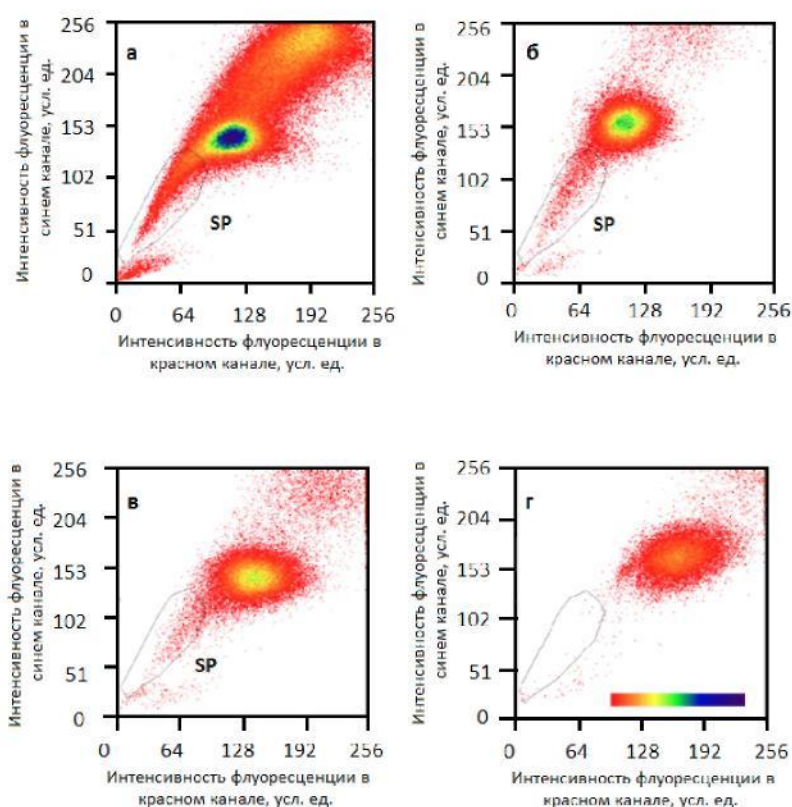 256
204
153
102
51
0
а
SP
0 64 128 192 256
Интенсивность флуоресценции в
синем канале, усл. ед.
Интенсивность флуоресценции в
красном канале, усл. ед.
256
204
153
102
51
0
б
SP
0 64 128 192 256
Интенсивность флуоресценции в
синем канале, усл. ед.
Интенсивность флуоресценции в
красном канале, усл. ед.
256
204
153
102
51
0
в
SP
0 64 128 192 256
Интенсивность флуоресценции в
синем канале, усл. ед.
Интенсивность флуоресценции в
красном канале, усл. ед.
256
204
153
102
51
0
г
0 64 128 192 256
Интенсивность флуоресценции в
синем канале, усл. ед.
Интенсивность флуоресценции в
красном канале, усл. ед.